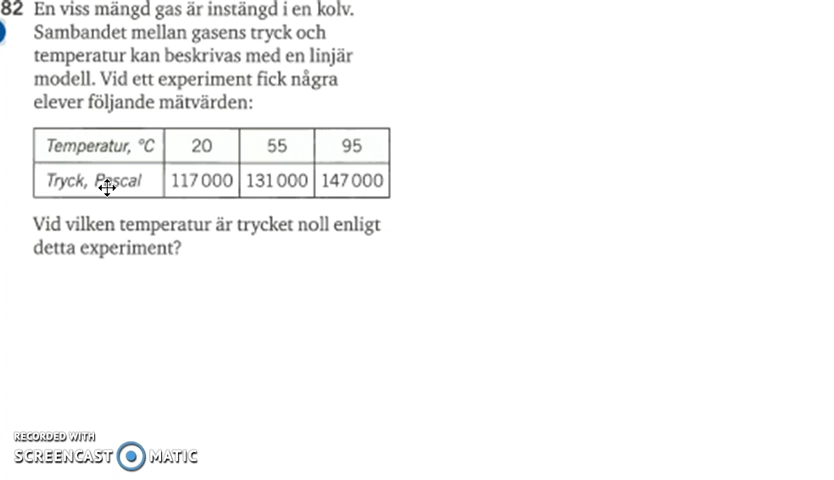 82 En viss mängd gas är instängd i en kolv.
Sambandet mellan gasens tryck och
temperatur kan beskrivas med en linjär
modell. Vid ett experiment fick några
elever följande mätvärden:
Temperatur, °C 20 55 95
Tryck, Pascal 117 000 131 000 147 000
Vid vilken temperatur är trycket noll enligt
detta experiment?
RECORDED WITH
SCREENCAST MATIC